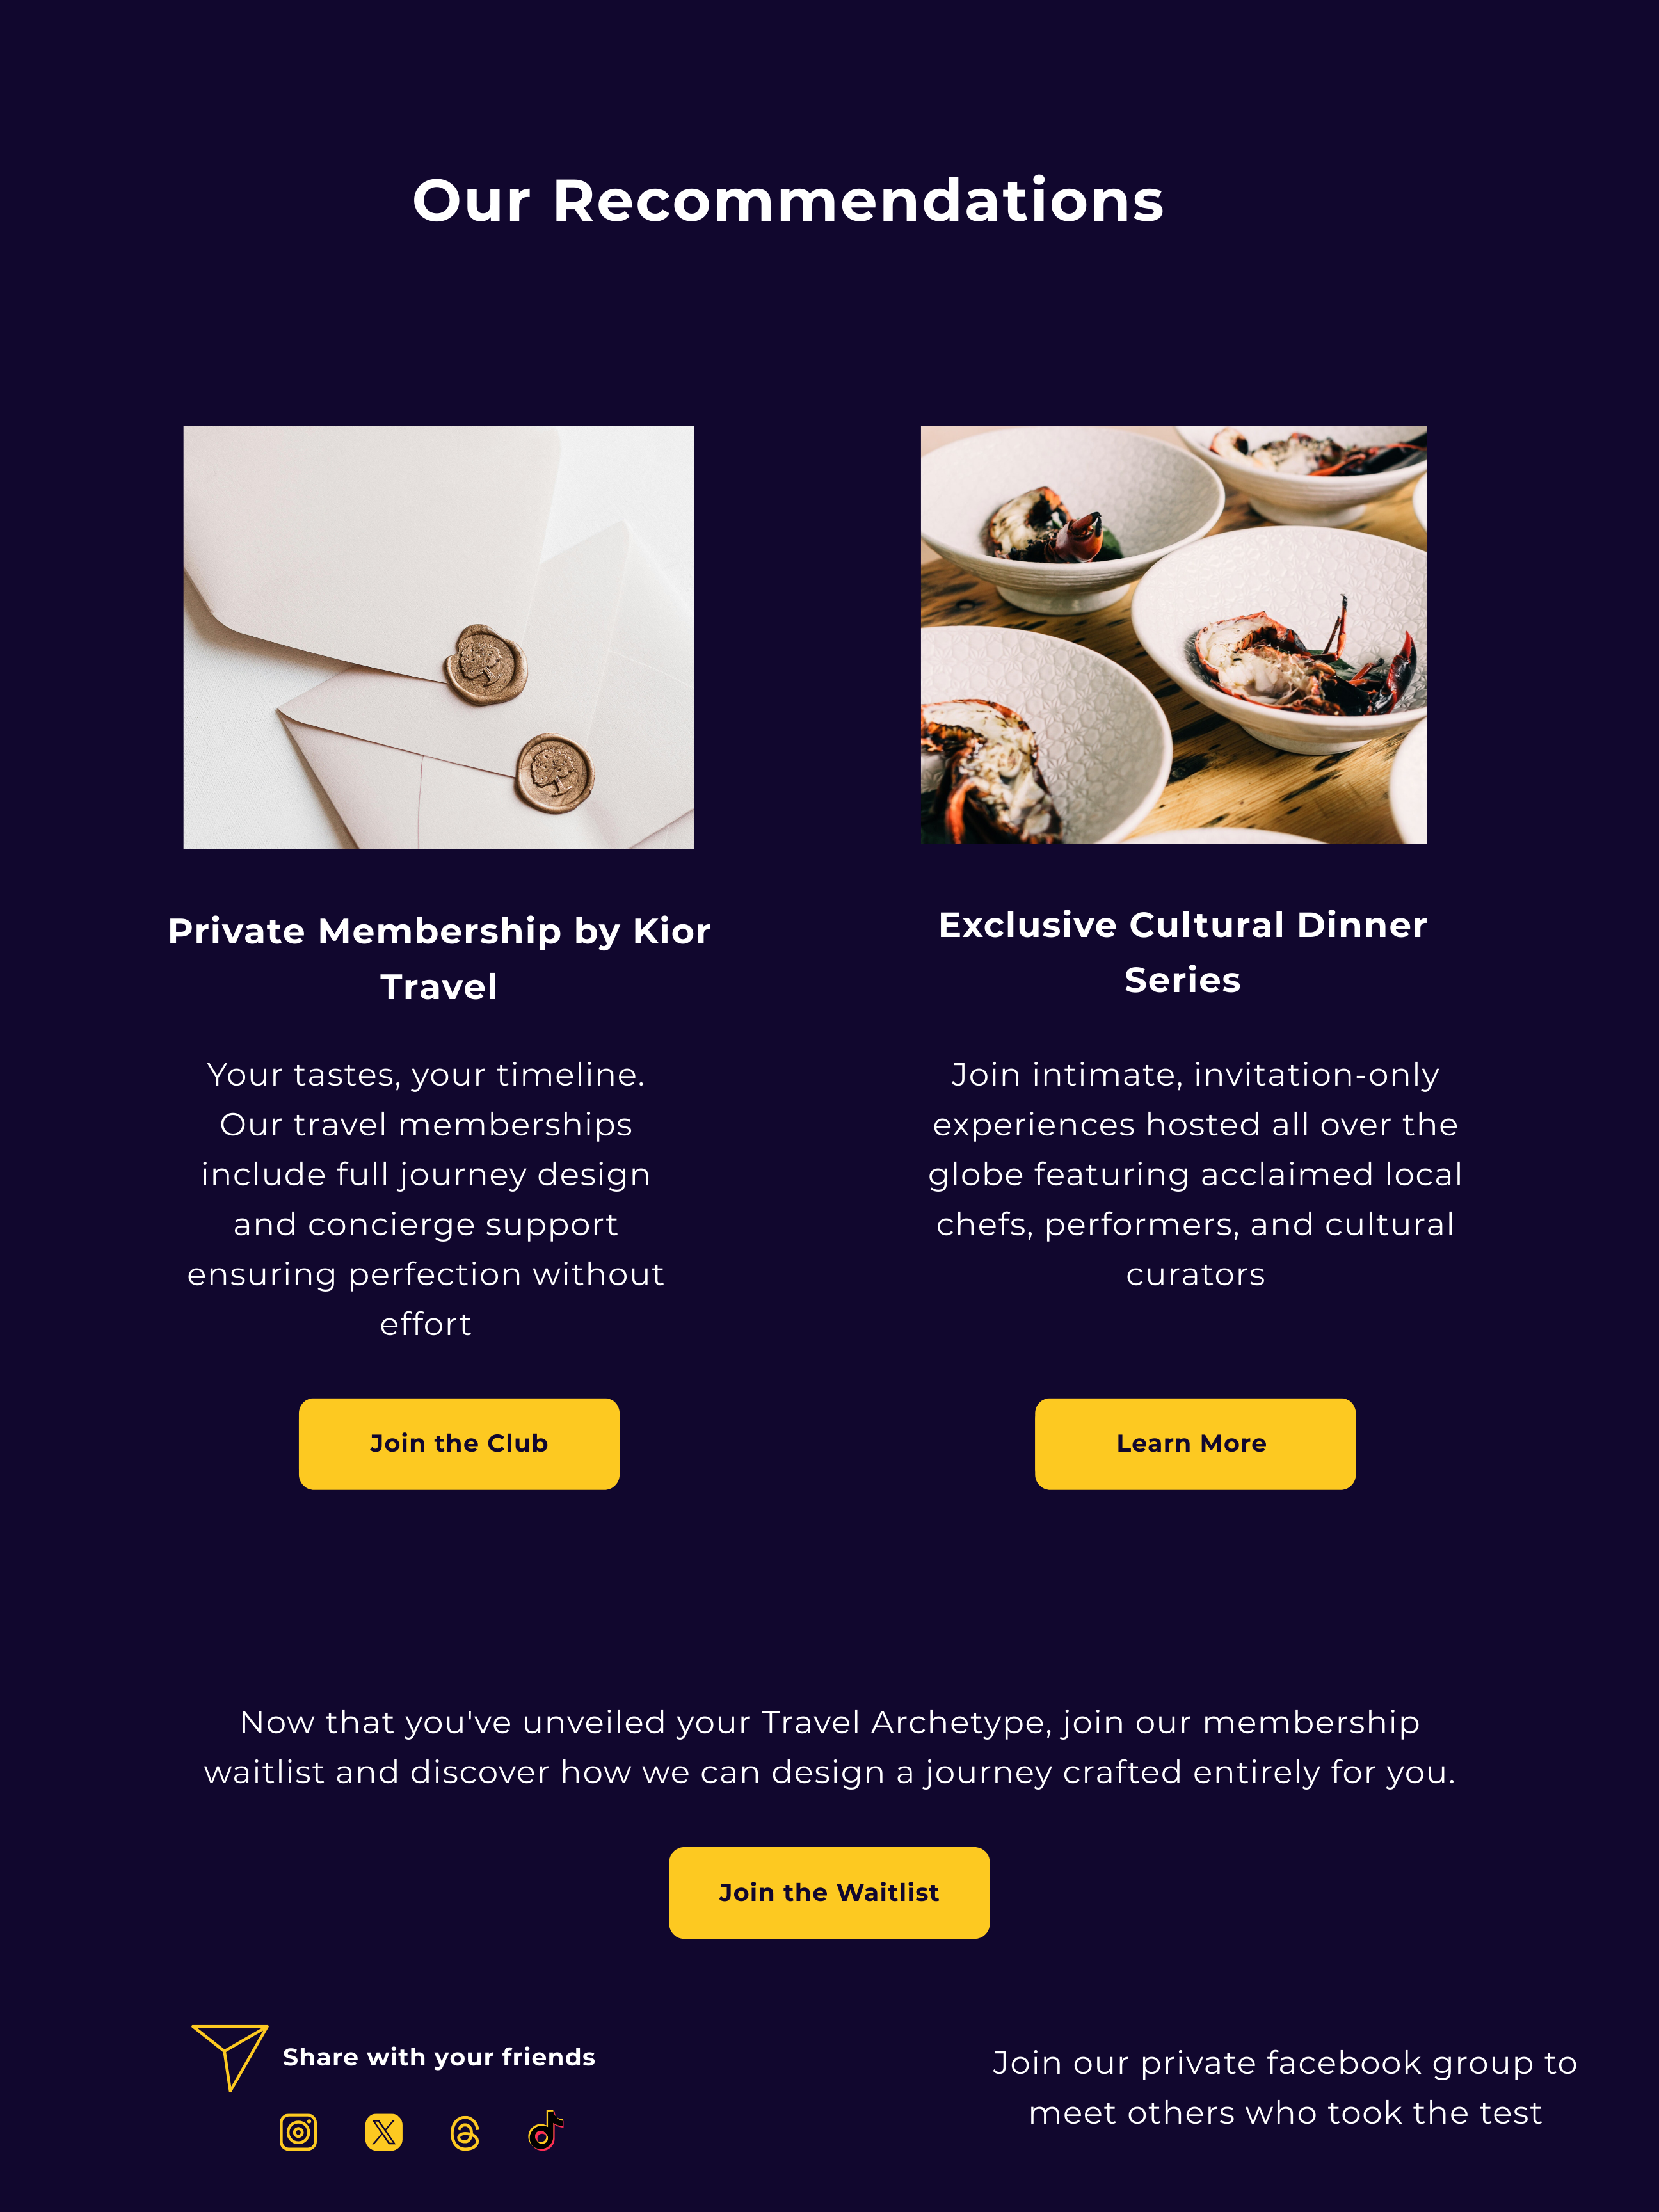 Our Recommendations
Private Membership by Kior
Travel
Your tastes, your timeline.
Our travel memberships
include full journey design
and concierge support
ensuring perfection without
effort
Join the Club
Exclusive Cultural Dinner
Series
Join intimate, invitation-only
experiences hosted all over the
globe featuring acclaimed local
chefs, performers, and cultural
curators
Learn More
Now that you've unveiled your Travel Archetype, join our membership
waitlist and discover how we can design a journey crafted entirely for you.
Join the Waitlist
Share with your friends
Join our private facebook group to
meet others who took the test